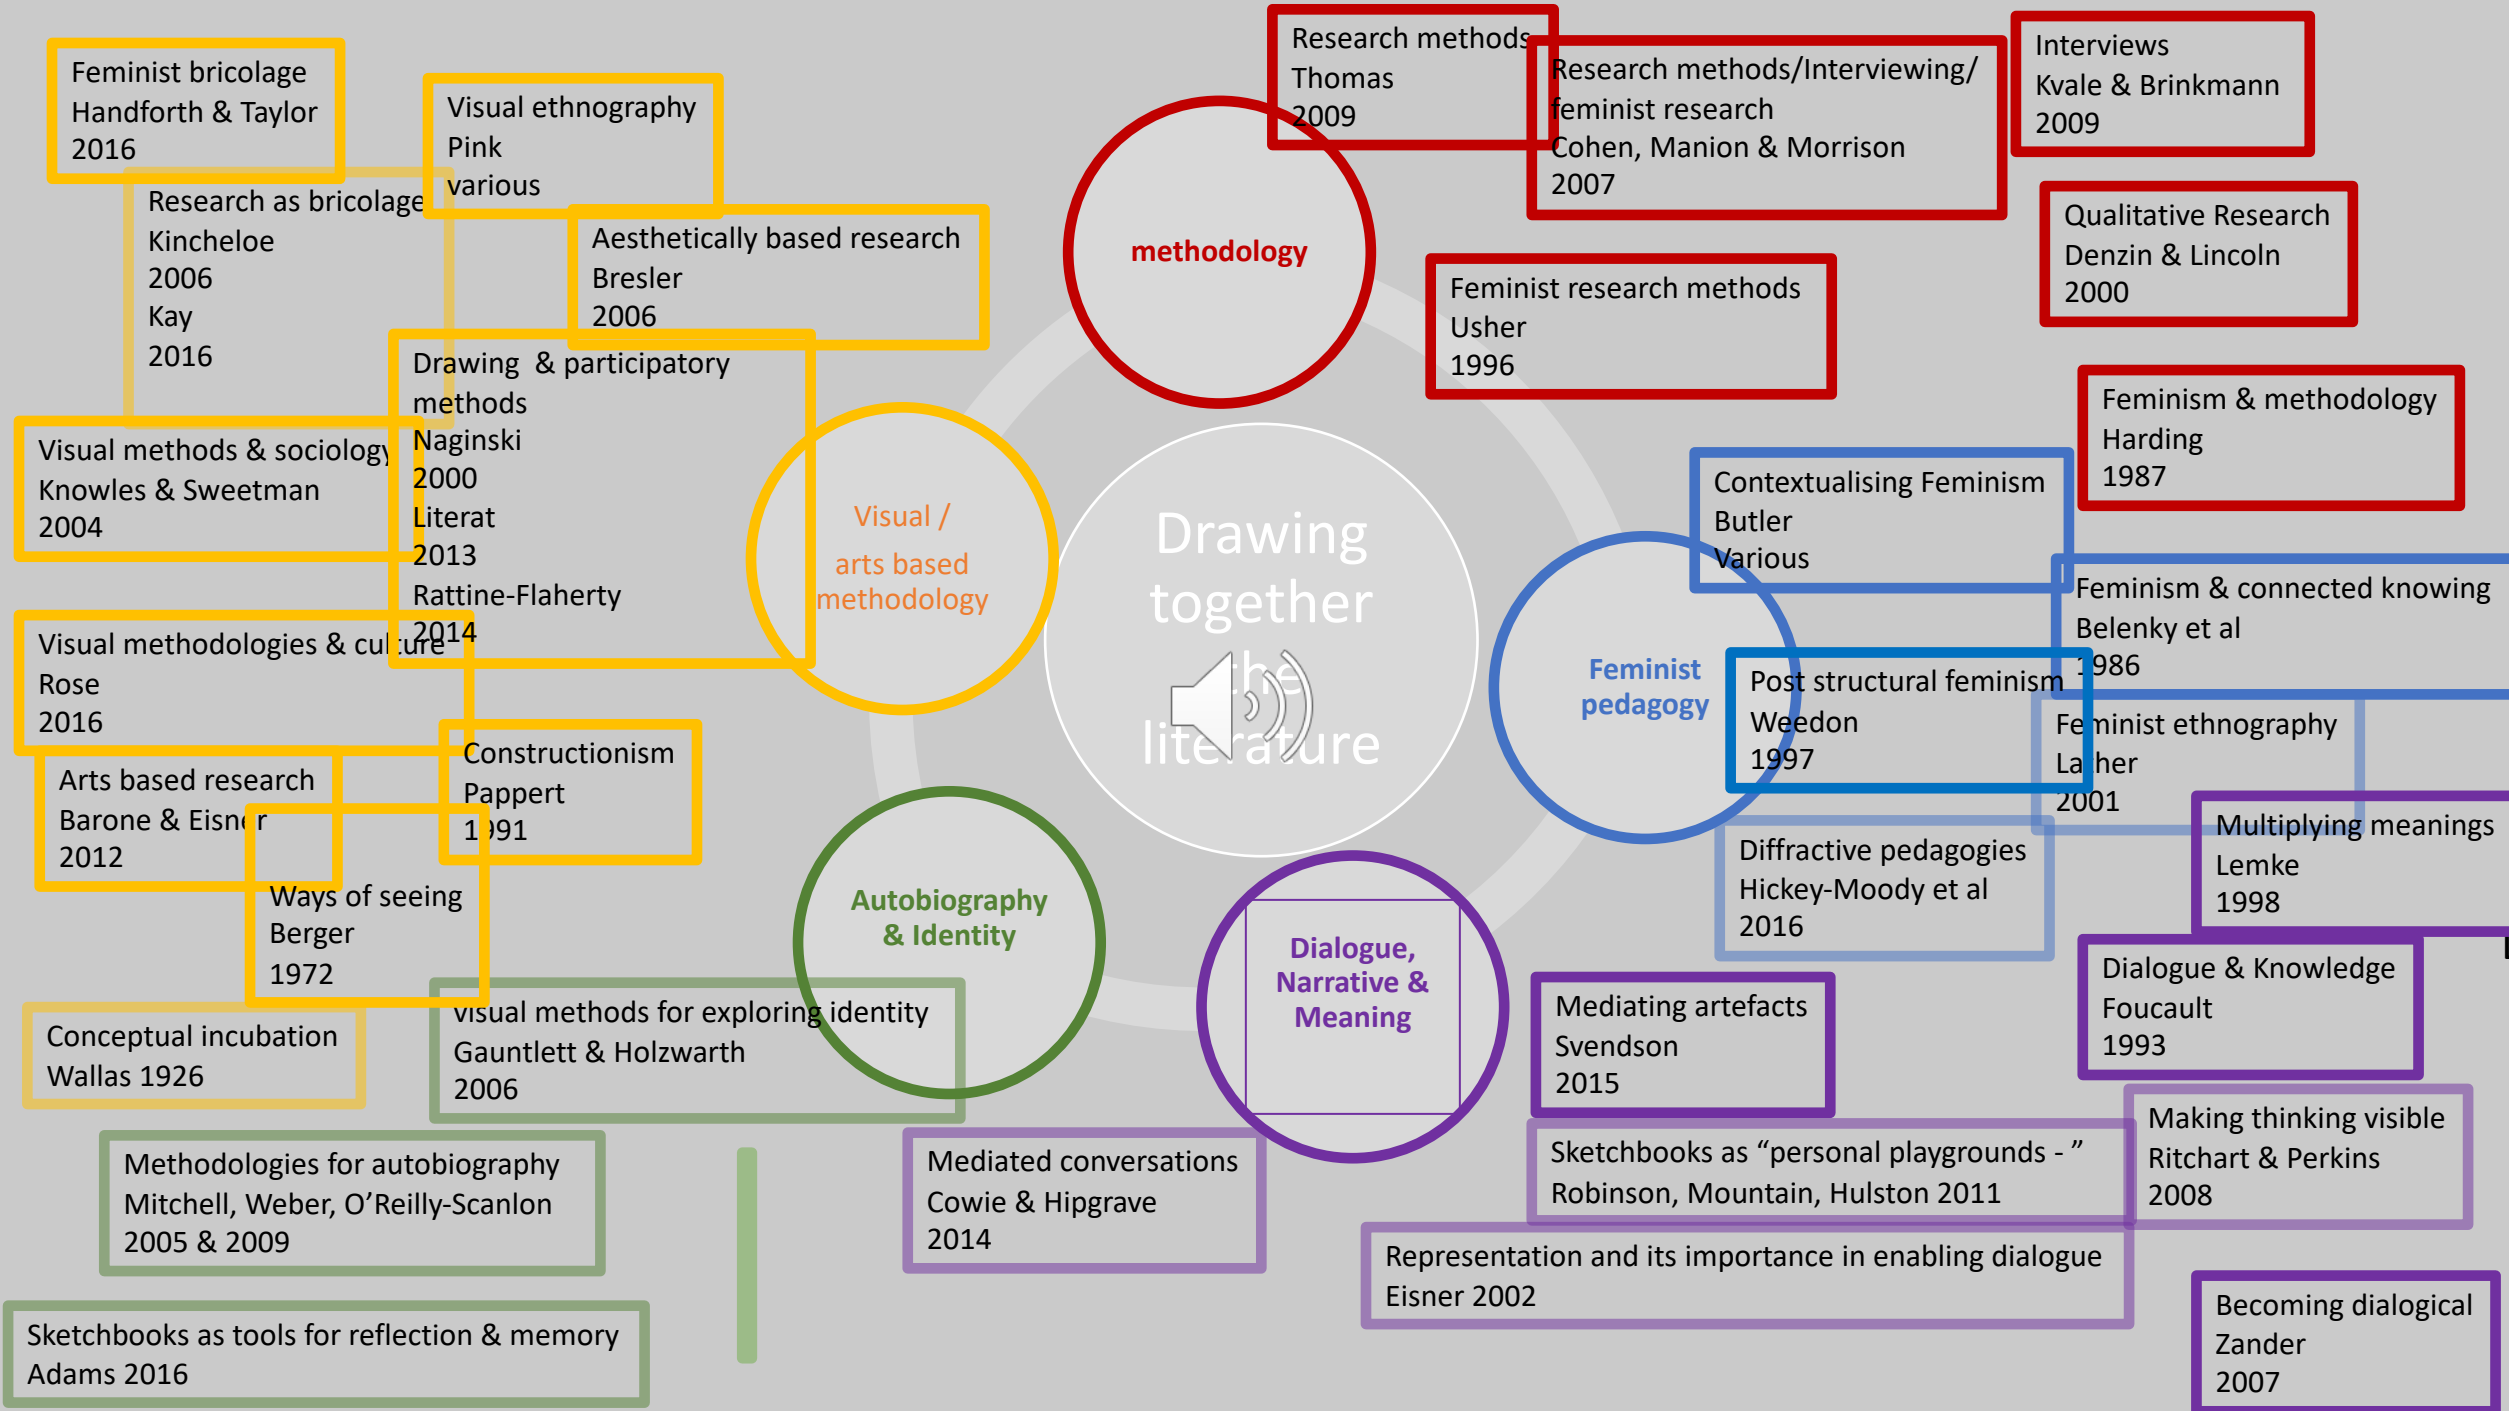 Research methods
Thomas
2009
Research methods/Interviewing/
feminist research
Cohen, Manion & Morrison
2007
Interviews
Kvale & Brinkmann
2009
Qualitative Research
Denzin & Lincoln
2000
Feminist research methods
Usher
1996
Feminism & methodology
Harding
1987
methodology
Feminist bricolage
Handforth & Taylor
2016
Visual ethnography
Pink
various
Research as bricolage
Kincheloe
2006
Kay
2016
Aesthetically based research
Bresler
2006
Drawing & participatory
methods
Naginski
2000
Literat
2013
Rattine-Flaherty
2014
Visual methods & sociology
Knowles & Sweetman
2004
Visual methodologies & culture
Rose
2016
Arts based research
Barone & Eisner
2012
Constructionism
Pappert
1991
Ways of seeing
Berger
1972
Conceptual incubation
Wallas 1926
Visual /
arts based
methodology
Drawing
together
the
literature
Feminist
pedagogy
Contextualising Feminism
Butler
Various
Feminism & connected knowing
Belenky et al
1986
Post structural feminism
Weedon
1997
Feminist ethnography
Lather
2001
Diffractive pedagogies
Hickey-Moody et al
2016
Autobiography
& Identity
visual methods for exploring identity
Gauntlett & Holzwarth
2006
Methodologies for autobiography
Mitchell, Weber, O’Reilly-Scanlon
2005 & 2009
Sketchbooks as tools for reflection & memory
Adams 2016
Dialogue,
Narrative &
Meaning
Multiplying meanings
Lemke
1998
Dialogue & Knowledge
Foucault
1993
Mediating artefacts
Svendson
2015
Making thinking visible
Ritchart & Perkins
2008
Sketchbooks as “personal playgrounds - ”
Robinson, Mountain, Hulston 2011
Mediated conversations
Cowie & Hipgrave
2014
Representation and its importance in enabling dialogue
Eisner 2002
Becoming dialogical
Zander
2007